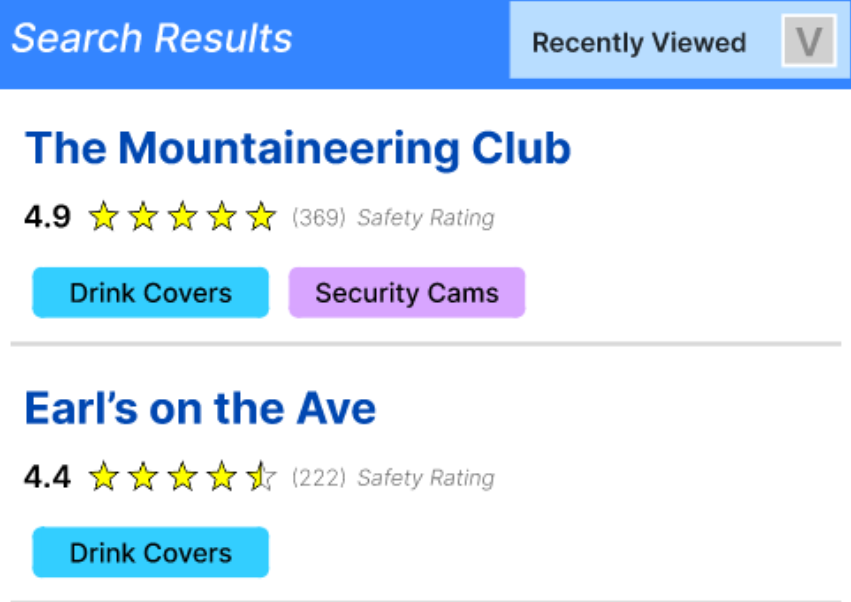 Search Results
Recently Viewed V
The Mountaineering Club
4.9 (369) Safety Rating
Drink Covers Security Cams
Earl’s on the Ave
4.4 (222) Safety Rating
Drink Covers